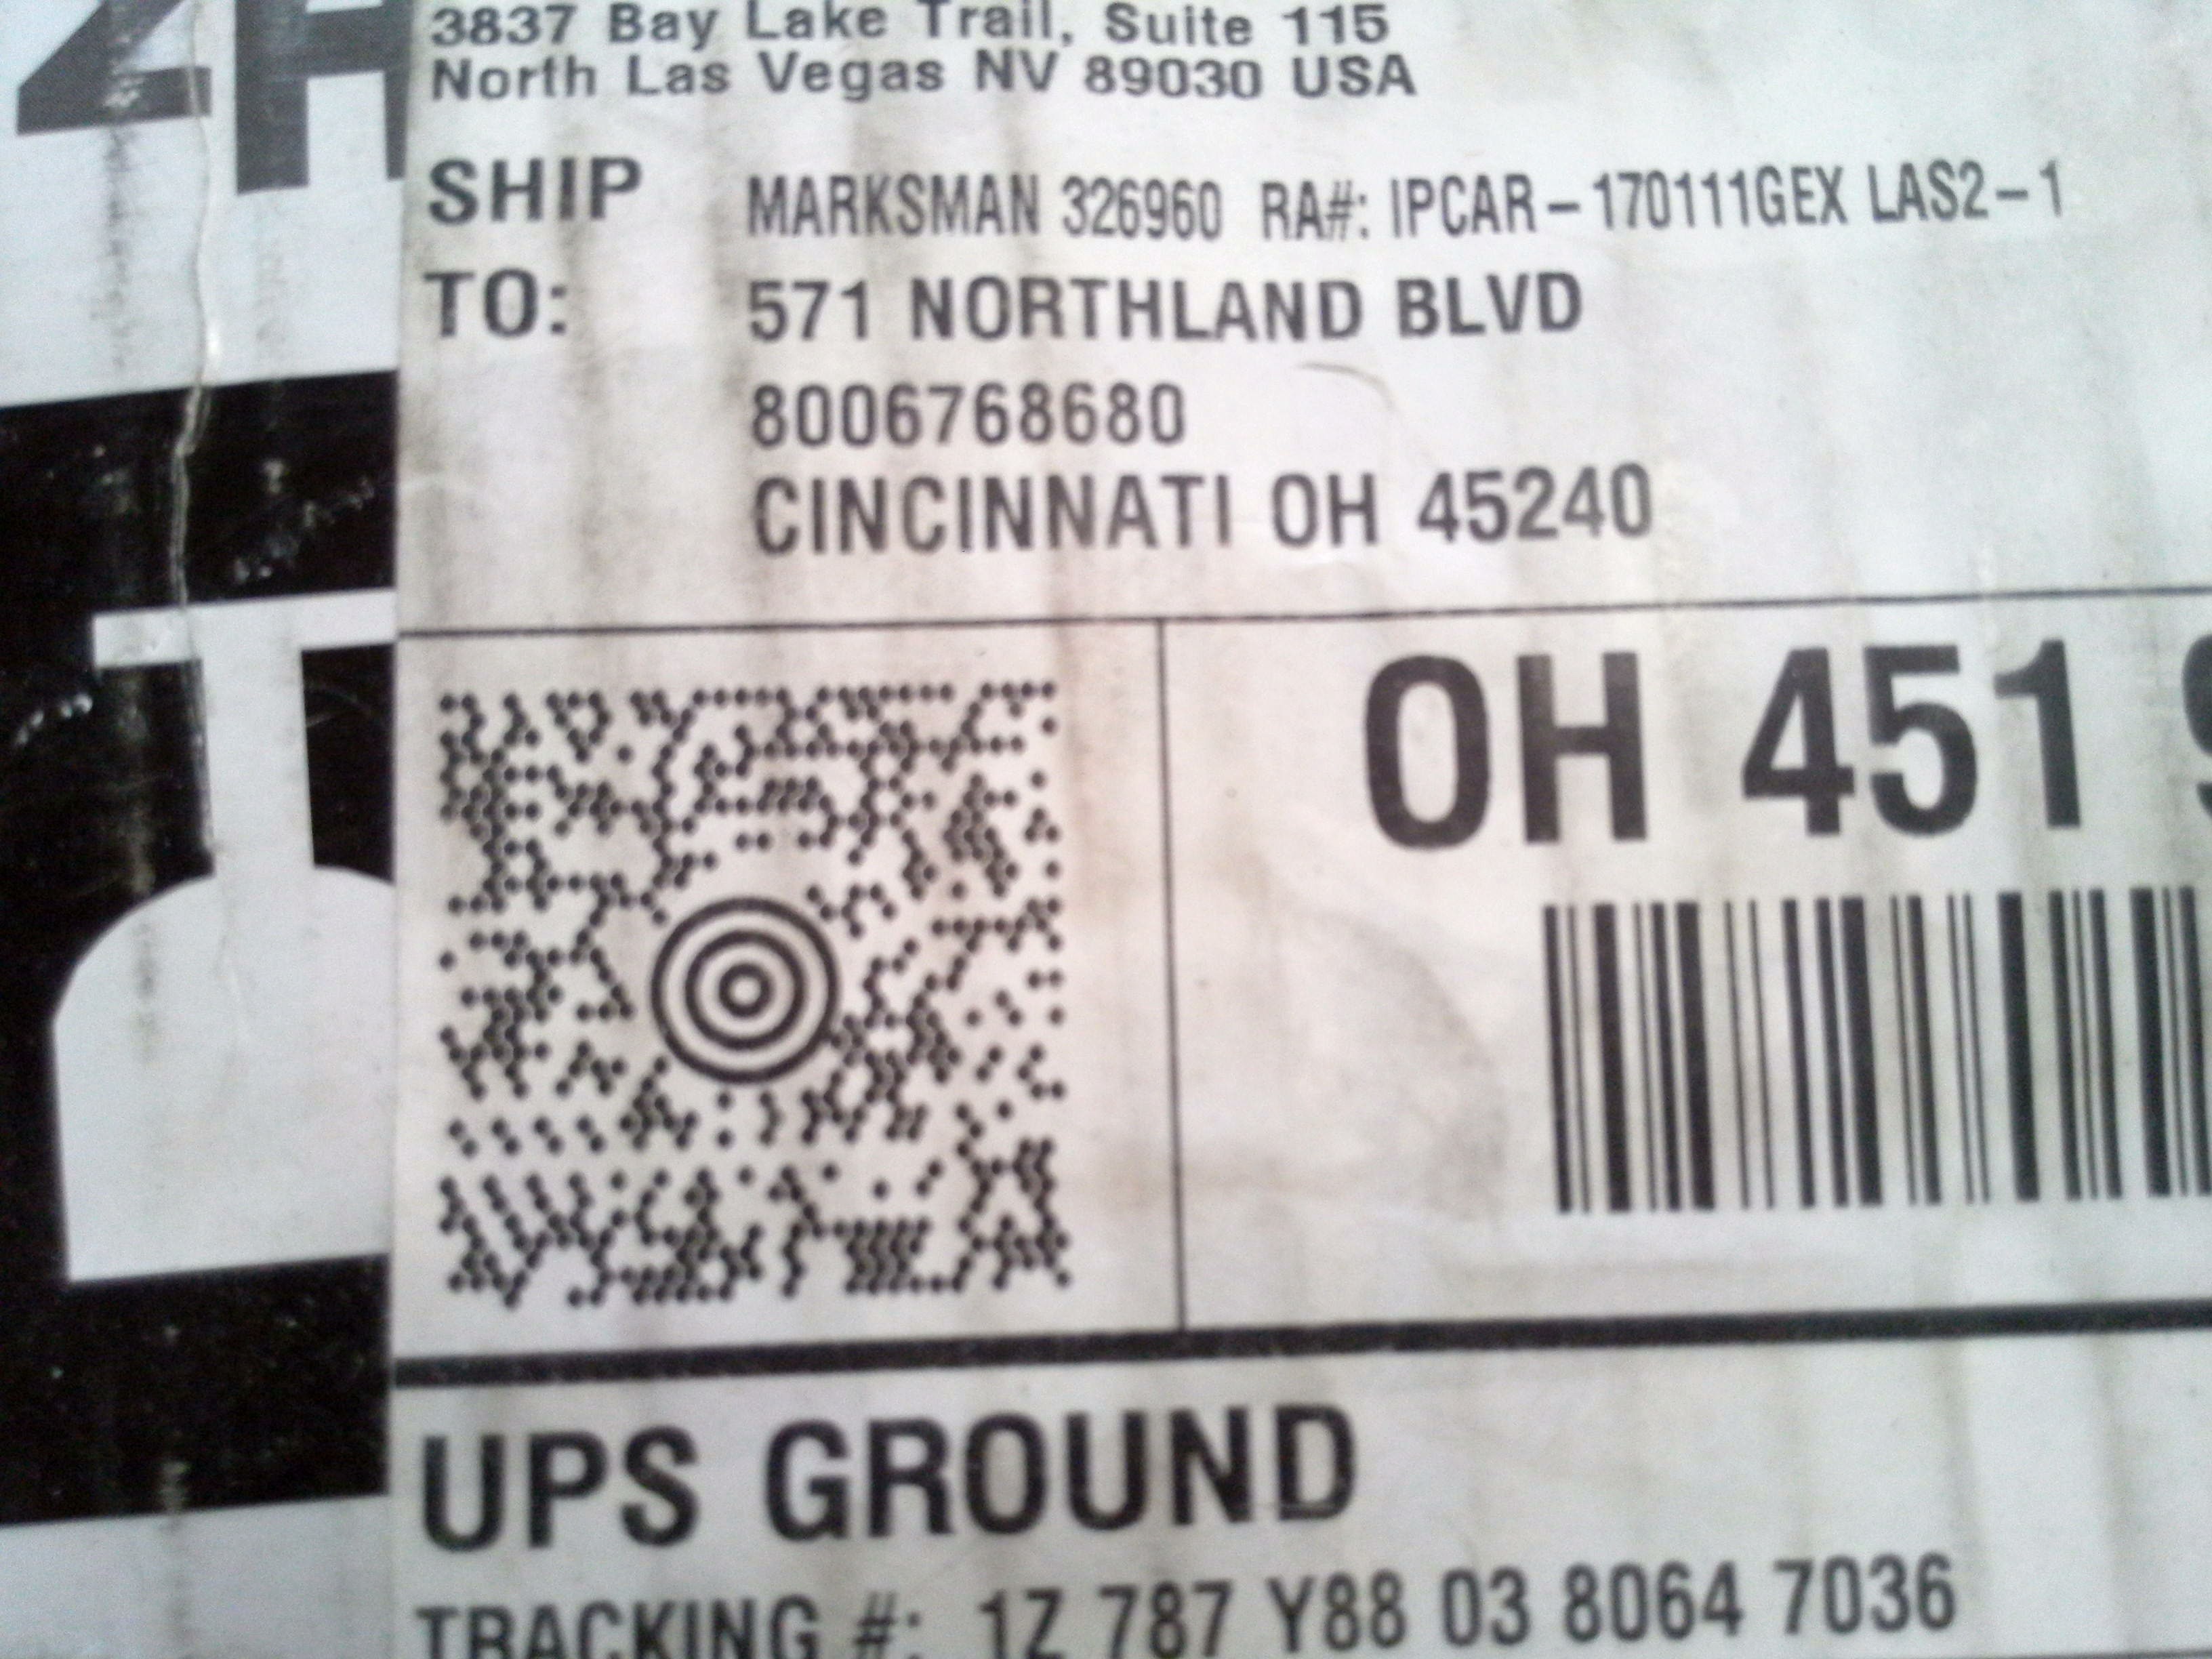 3837 Bay Lake Trail, Suite 115
North Las Vegas NV 89030 USA
SHIP TO:
MARKSMAN 326960 RA#: IPCAR-170111GEX LAS2-1
571 NORTHLAND BLVD
8006768680
CINCINNATI OH 45240
OH 451
UPS GROUND
TRACKING #: 1Z 787 Y88 03 8064 7036